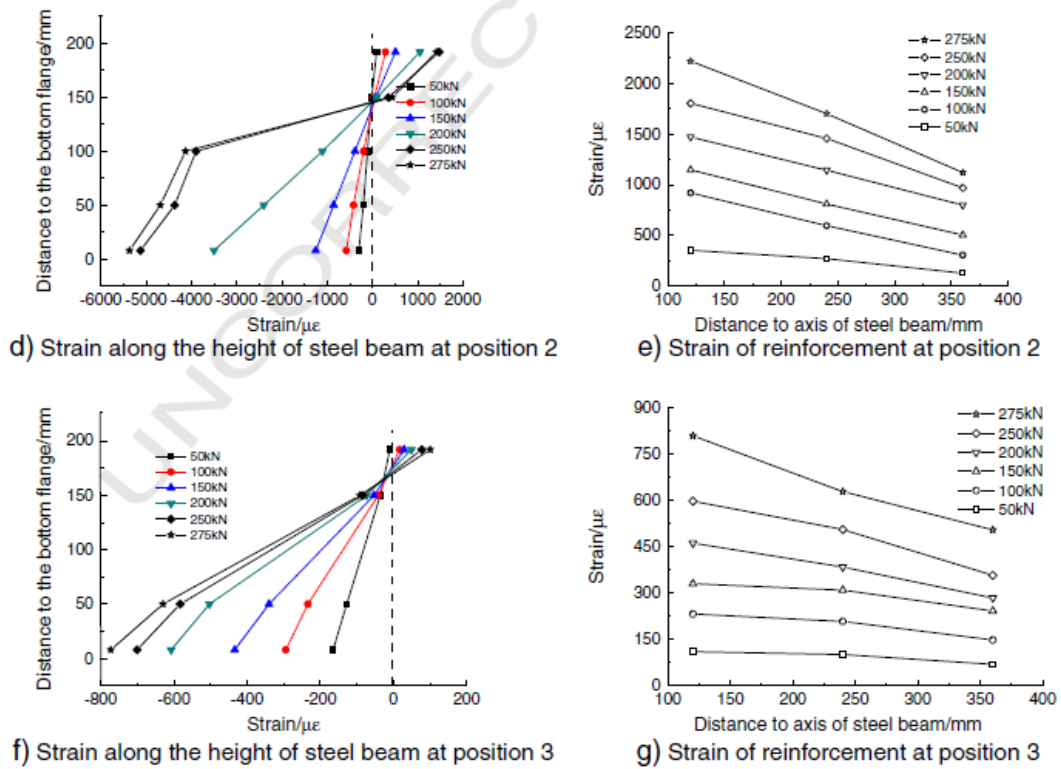 UNCORREC
Distance to the bottom flange/mm
200
150
100
50
0
50kN
100kN
150kN
200kN
250kN
275kN
-6000 -5000 -4000 -3000 -2000 -1000 0 1000 2000
Strain/με
d) Strain along the height of steel beam at position 2
Strain/με
2500
2000
1500
1000
500
0
275kN
250kN
200kN
150kN
100kN
50kN
100 150 200 250 300 350 400
Distance to axis of steel beam/mm
e) Strain of reinforcement at position 2
Distance to the bottom flange/mm
200
150
100
50
0
50kN
100kN
150kN
200kN
250kN
275kN
-800 -600 -400 -200 0 200
Strain/με
f) Strain along the height of steel beam at position 3
Strain/με
900
750
600
450
300
150
0
275kN
250kN
200kN
150kN
100kN
50kN
100 150 200 250 300 350 400
Distance to axis of steel beam/mm
g) Strain of reinforcement at position 3